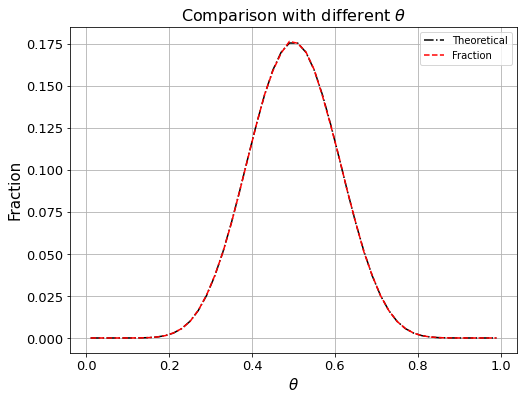 Comparison with different θ
Theoretical
Fraction
0.175
0.150
0.125
0.100
0.075
0.050
0.025
0.000
Fraction
0.0 0.2 0.4 0.6 0.8 1.0
θ